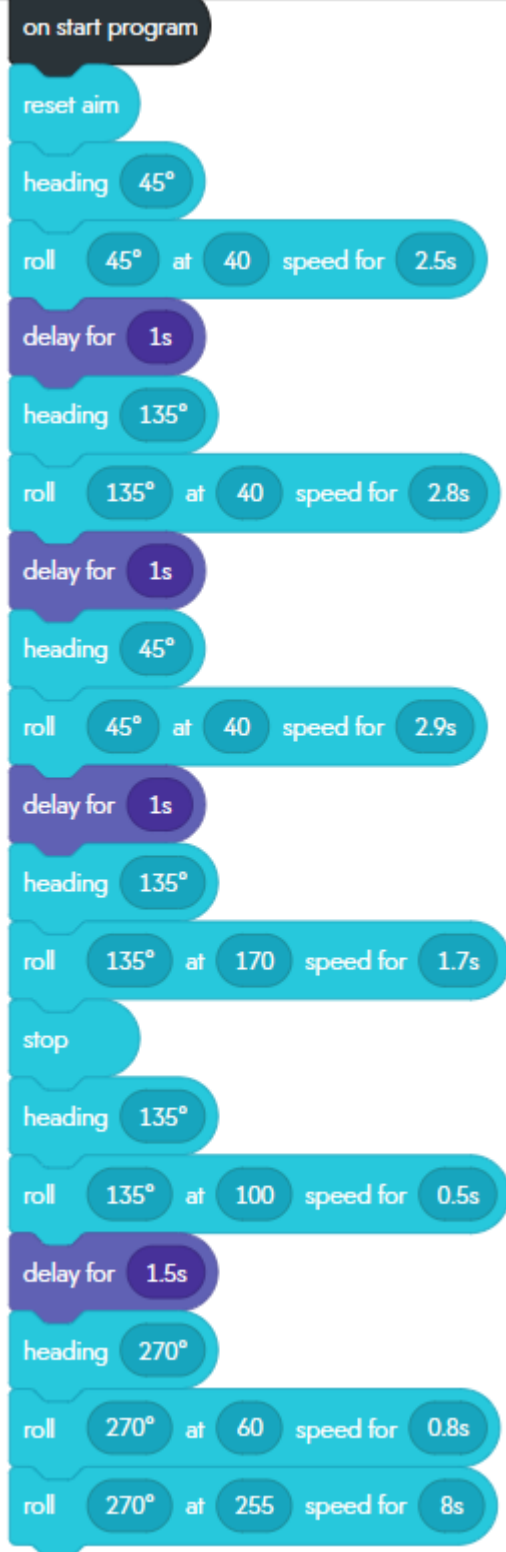 on start program
reset aim
heading 45°
roll 45° at 40 speed for 2.5s
delay for 1s
heading 135°
roll 135° at 40 speed for 2.8s
delay for 1s
heading 45°
roll 45° at 40 speed for 2.9s
delay for 1s
heading 135°
roll 135° at 170 speed for 1.7s
stop
heading 135°
roll 135° at 100 speed for 0.5s
delay for 1.5s
heading 270°
roll 270° at 60 speed for 0.8s
roll 270° at 255 speed for 8s